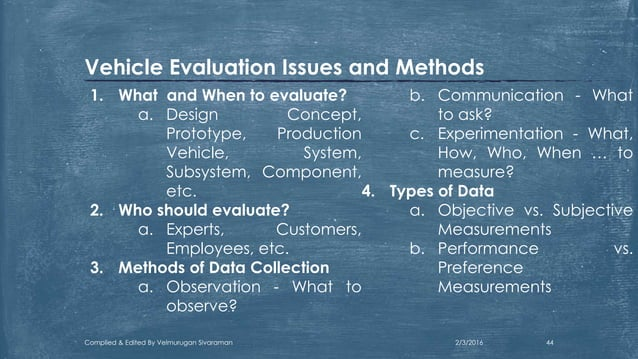 Vehicle Evaluation Issues and Methods
1. What and When to evaluate?
a. Design Concept,
Prototype, Production
Vehicle, System,
Subsystem, Component,
etc.
2. Who should evaluate?
a. Experts, Customers,
Employees, etc.
3. Methods of Data Collection
a. Observation - What to
observe?
b. Communication - What
to ask?
c. Experimentation - What,
How, Who, When … to
measure?
4. Types of Data
a. Objective vs. Subjective
Measurements
b. Performance vs.
Preference
Measurements
Complied & Edited By Velmurugan Sivaraman 2/3/2016 44